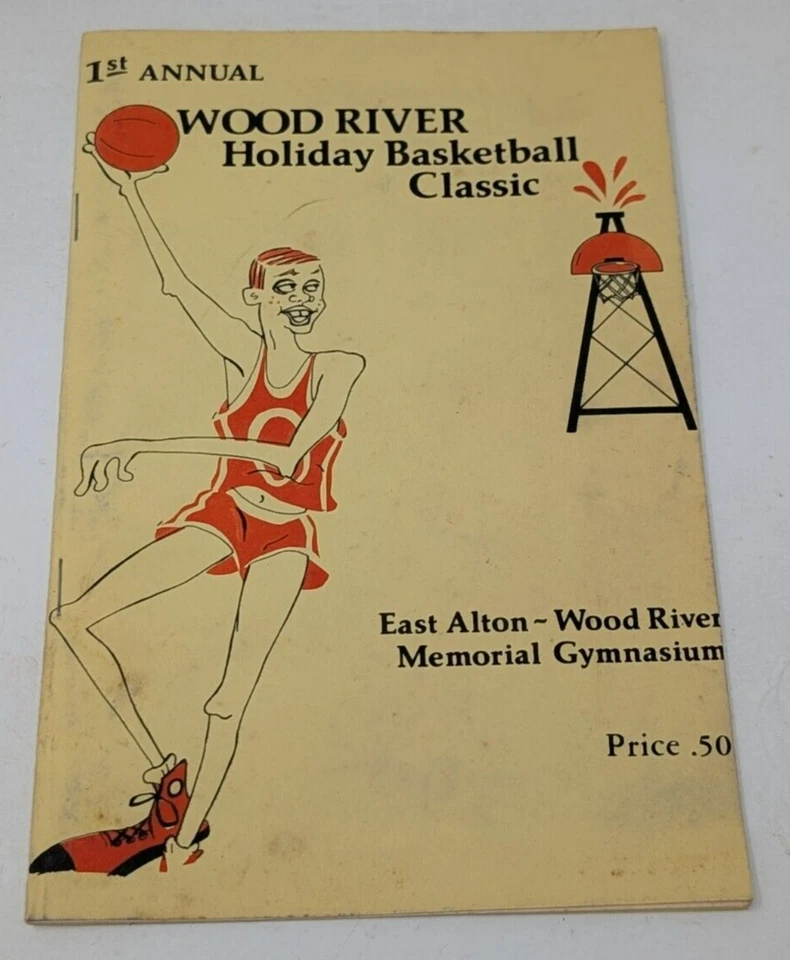 1st ANNUAL
WOOD RIVER
Holiday Basketball
Classic
East Alton ~ Wood River
Memorial Gymnasium
Price .50